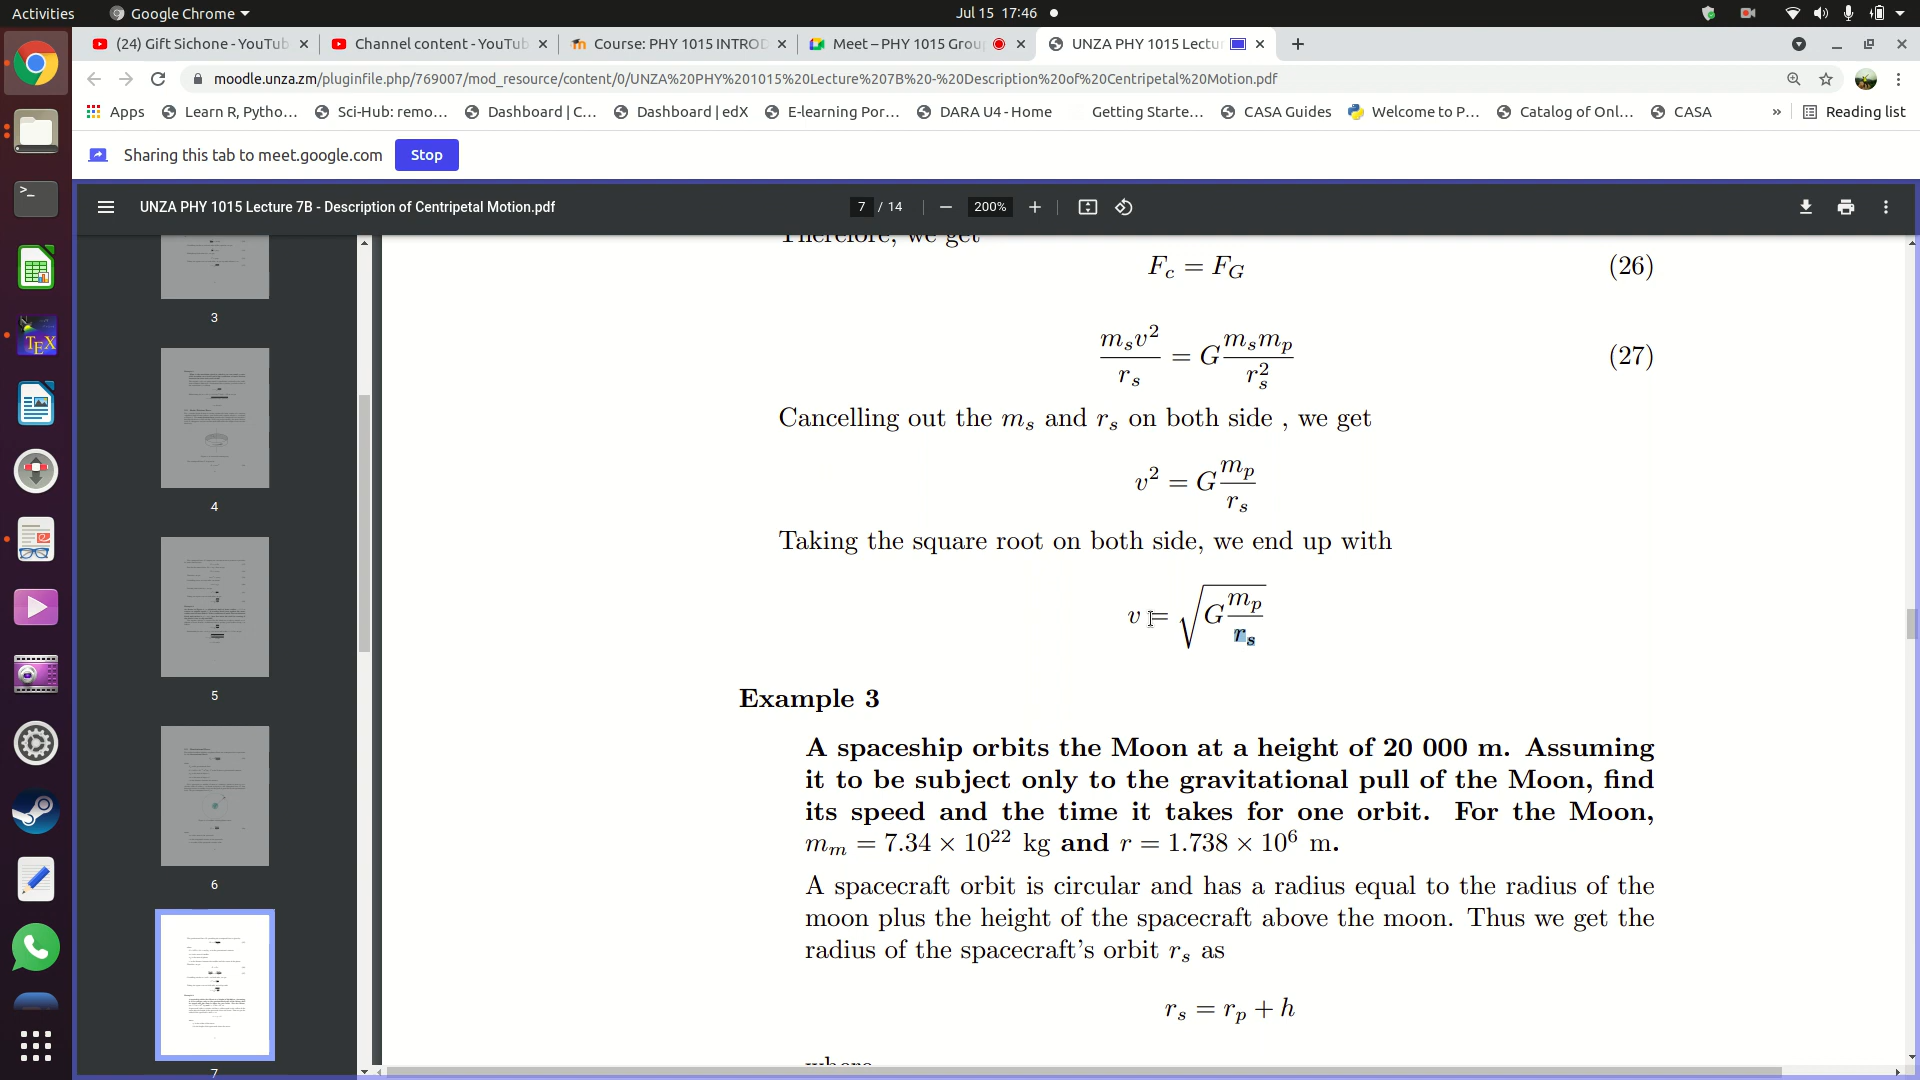 Activities
Google Chrome
Jul 15 17:46
(24) Gift Sichone - YouTub
Channel content - YouTub
Course: PHY 1015 INTROD
Meet – PHY 1015 Grou
UNZA PHY 1015 Lectur
moodle.unza.zm/pluginfile.php/769007/mod_resource/content/0/UNZA%20PHY%201015%20Lecture%207B%20-%20Description%20of%20Centripetal%20Motion.pdf
Apps
Learn R, Pytho...
Sci-Hub: remo...
Dashboard | C...
Dashboard | edX
E-learning Por...
DARA U4 - Home
Getting Starte...
CASA Guides
Welcome to P...
Catalog of Onl...
CASA
»
Reading list
Sharing this tab to meet.google.com
Stop
UNZA PHY 1015 Lecture 7B - Description of Centripetal Motion.pdf
7 / 14
200%
3
4
5
6
7
Therefore, we get
F_c = F_G (26)
m_s v^2 / r_s = G m_s m_p / r_s^2 (27)
Cancelling out the m_s and r_s on both side , we get
v^2 = G m_p / r_s
Taking the square root on both side, we end up with
v = √(G m_p / r_s)
Example 3
A spaceship orbits the Moon at a height of 20 000 m. Assuming
it to be subject only to the gravitational pull of the Moon, find
its speed and the time it takes for one orbit. For the Moon,
m_m = 7.34 × 10^22 kg and r = 1.738 × 10^6 m.
A spacecraft orbit is circular and has a radius equal to the radius of the
moon plus the height of the spacecraft above the moon. Thus we get the
radius of the spacecraft's orbit r_s as
r_s = r_p + h
where